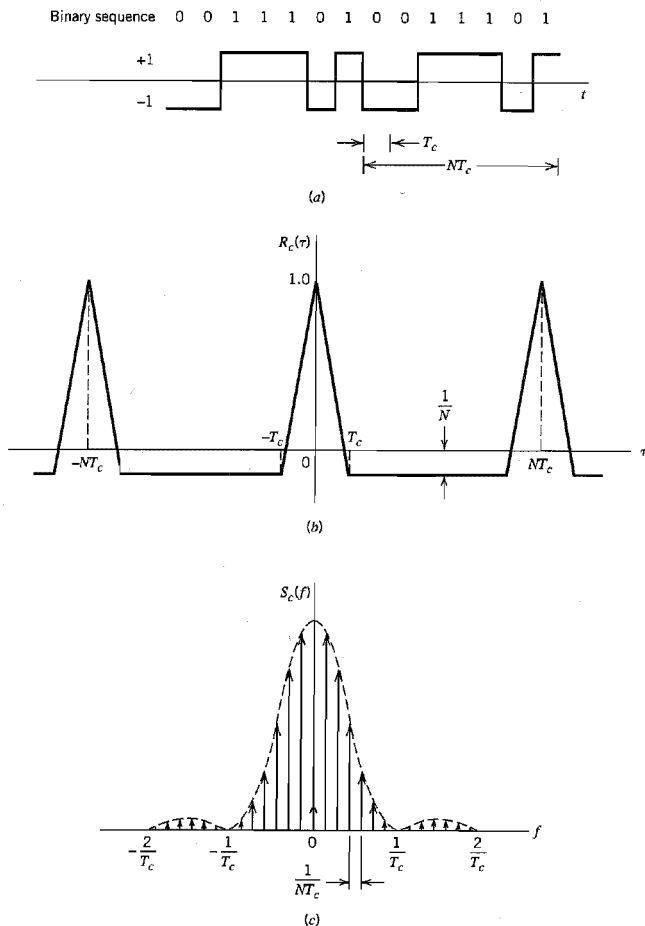 Binary sequence 0 0 1 1 1 0 1 0 0 1 1 1 0 1
+1
−1
t
T_c
NT_c
(a)
R_c(τ)
1.0
1/N
−T_c T_c
−NT_c 0 NT_c τ
(b)
S_c(f)
−2/T_c −1/T_c 0 1/T_c 2/T_c f
1/NT_c
(c)